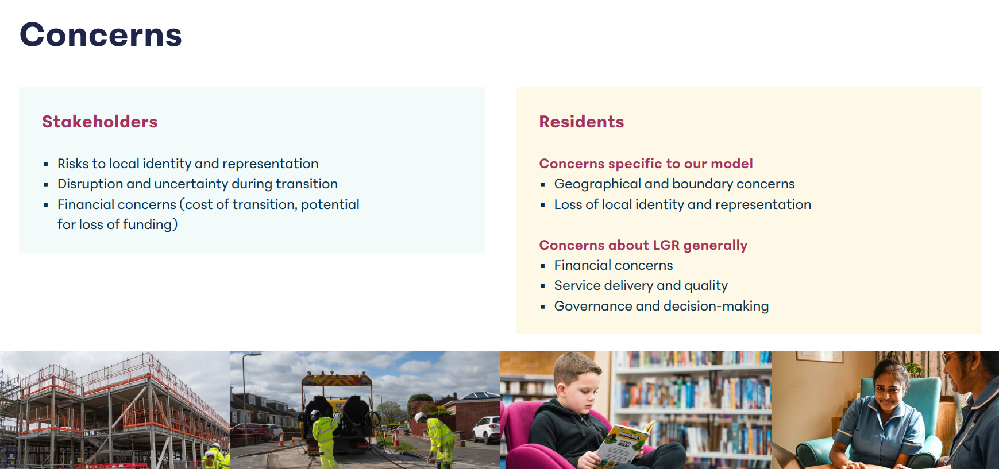 Concerns
Stakeholders
Risks to local identity and representation
Disruption and uncertainty during transition
Financial concerns (cost of transition, potential
for loss of funding)
Residents
Concerns specific to our model
Geographical and boundary concerns
Loss of local identity and representation
Concerns about LGR generally
Financial concerns
Service delivery and quality
Governance and decision-making
MINECRAFT